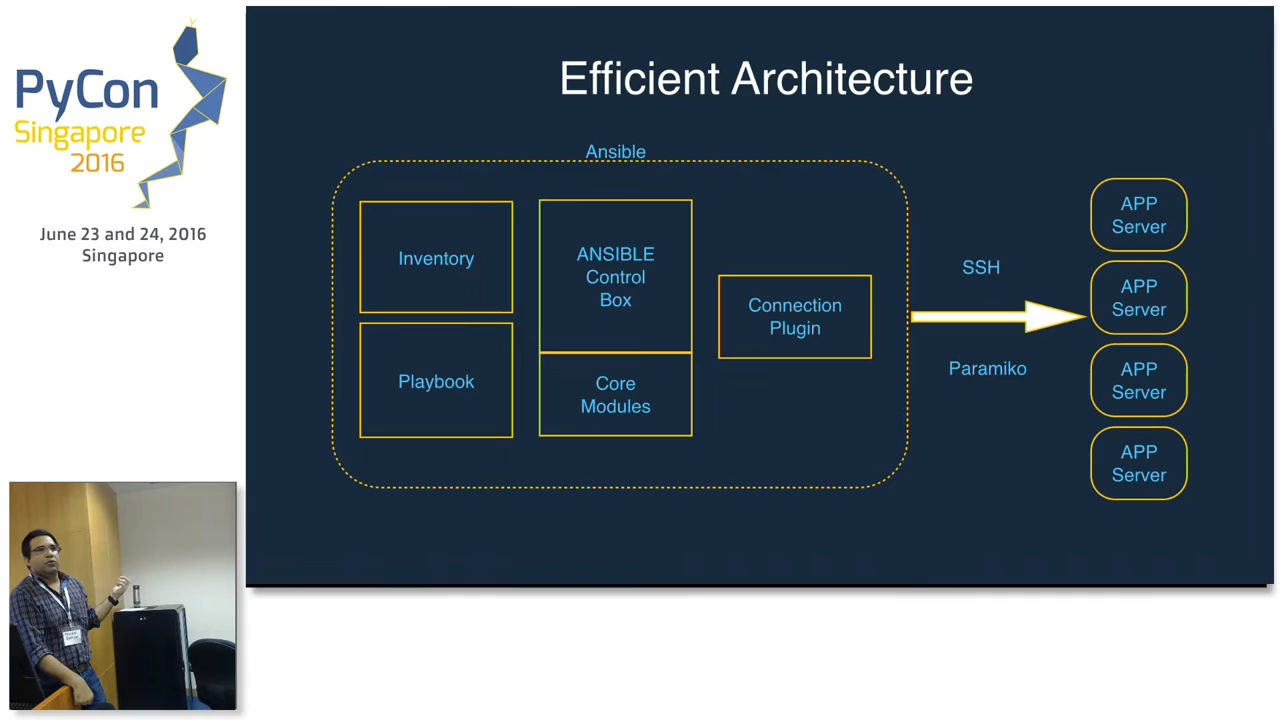 PyCon
Singapore
2016
June 23 and 24, 2016
Singapore
Efficient Architecture
Ansible
Inventory
Playbook
ANSIBLE
Control
Box
Core
Modules
Connection
Plugin
SSH
Paramiko
APP
Server
APP
Server
APP
Server
APP
Server